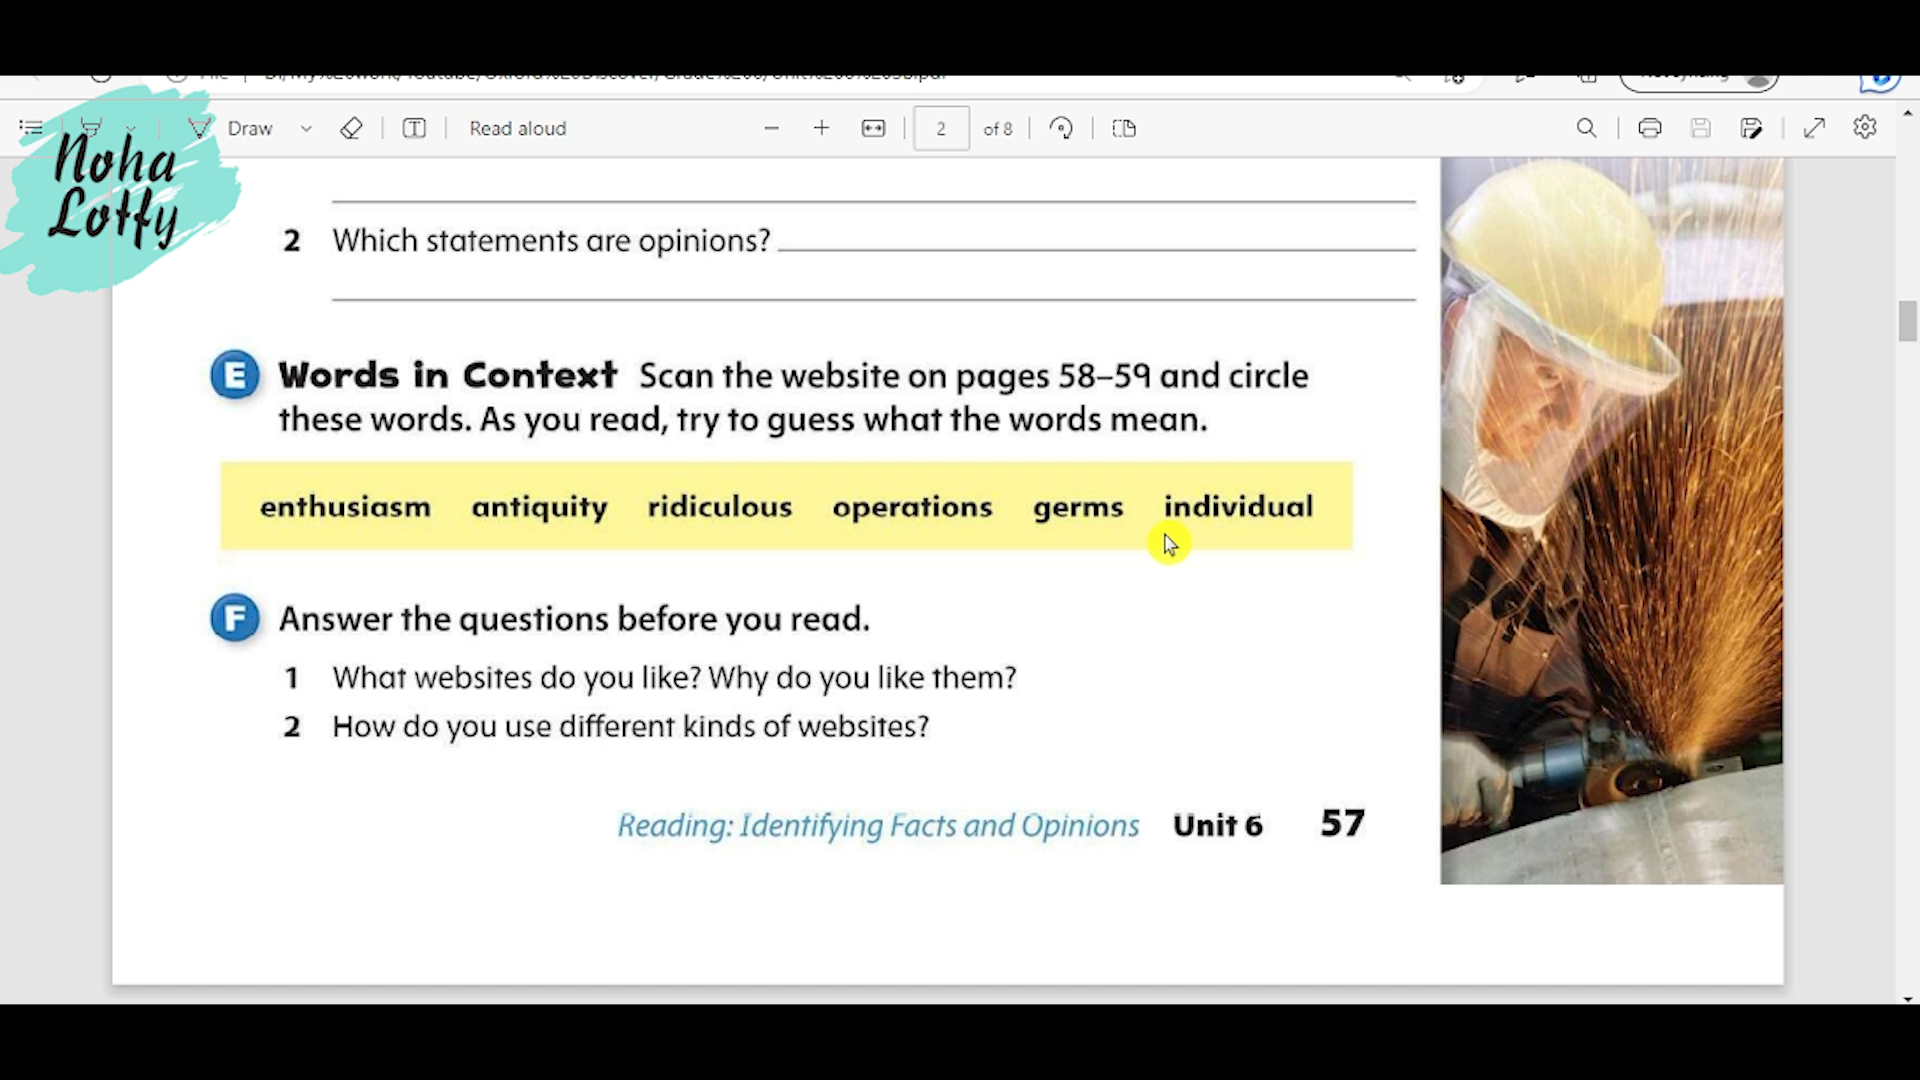 Draw
Read aloud
2 of 8
Noha
Lotfy
2 Which statements are opinions?
E Words in Context Scan the website on pages 58–59 and circle
these words. As you read, try to guess what the words mean.
enthusiasm antiquity ridiculous operations germs individual
F Answer the questions before you read.
1 What websites do you like? Why do you like them?
2 How do you use different kinds of websites?
Reading: Identifying Facts and Opinions Unit 6 57